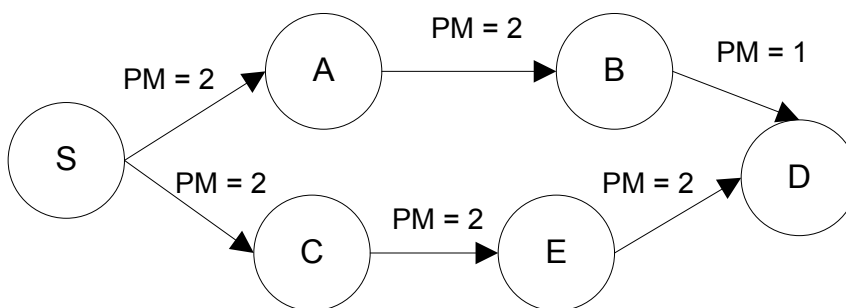 PM = 2
A
PM = 2
B
PM = 1
S
D
PM = 2
C
PM = 2
E
PM = 2